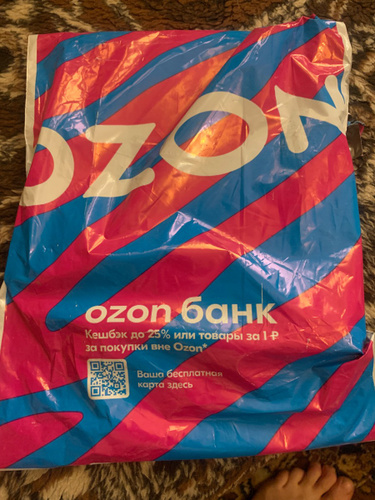 OZON
ozon банк
Кешбэк до 25% или товары за 1 ₽
за покупки вне Ozon*
Ваша бесплатная
карта здесь